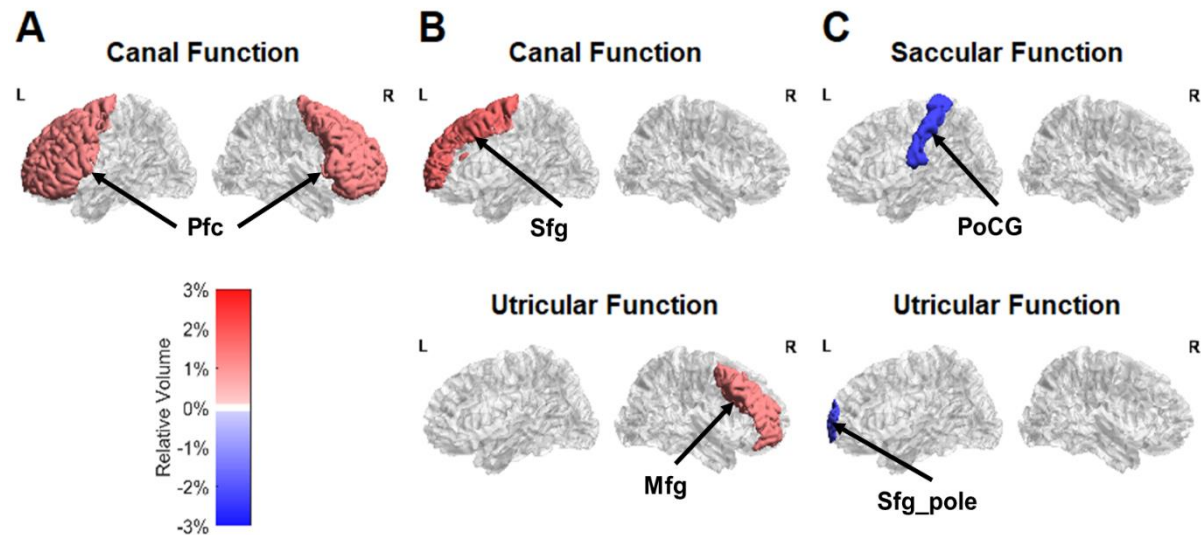 A
Canal Function
L
R
Pfc
3%
2%
1%
0%
-1%
-2%
-3%
Relative Volume
B
Canal Function
L
R
Sfg
Utricular Function
L
R
Mfg
C
Saccular Function
L
R
PoCG
Utricular Function
L
R
Sfg_pole